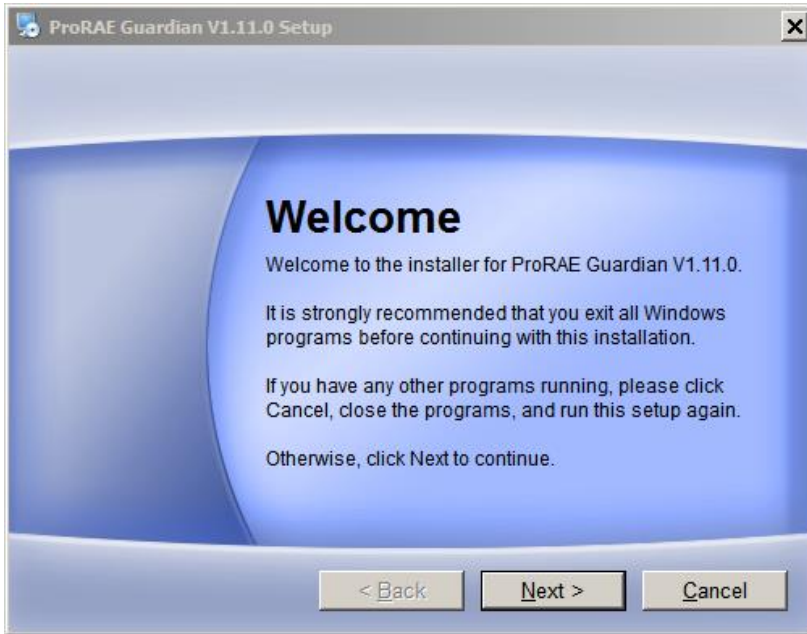 ProRAE Guardian V1.11.0 Setup
Welcome
Welcome to the installer for ProRAE Guardian V1.11.0.
It is strongly recommended that you exit all Windows
programs before continuing with this installation.
If you have any other programs running, please click
Cancel, close the programs, and run this setup again.
Otherwise, click Next to continue.
< Back Next > Cancel